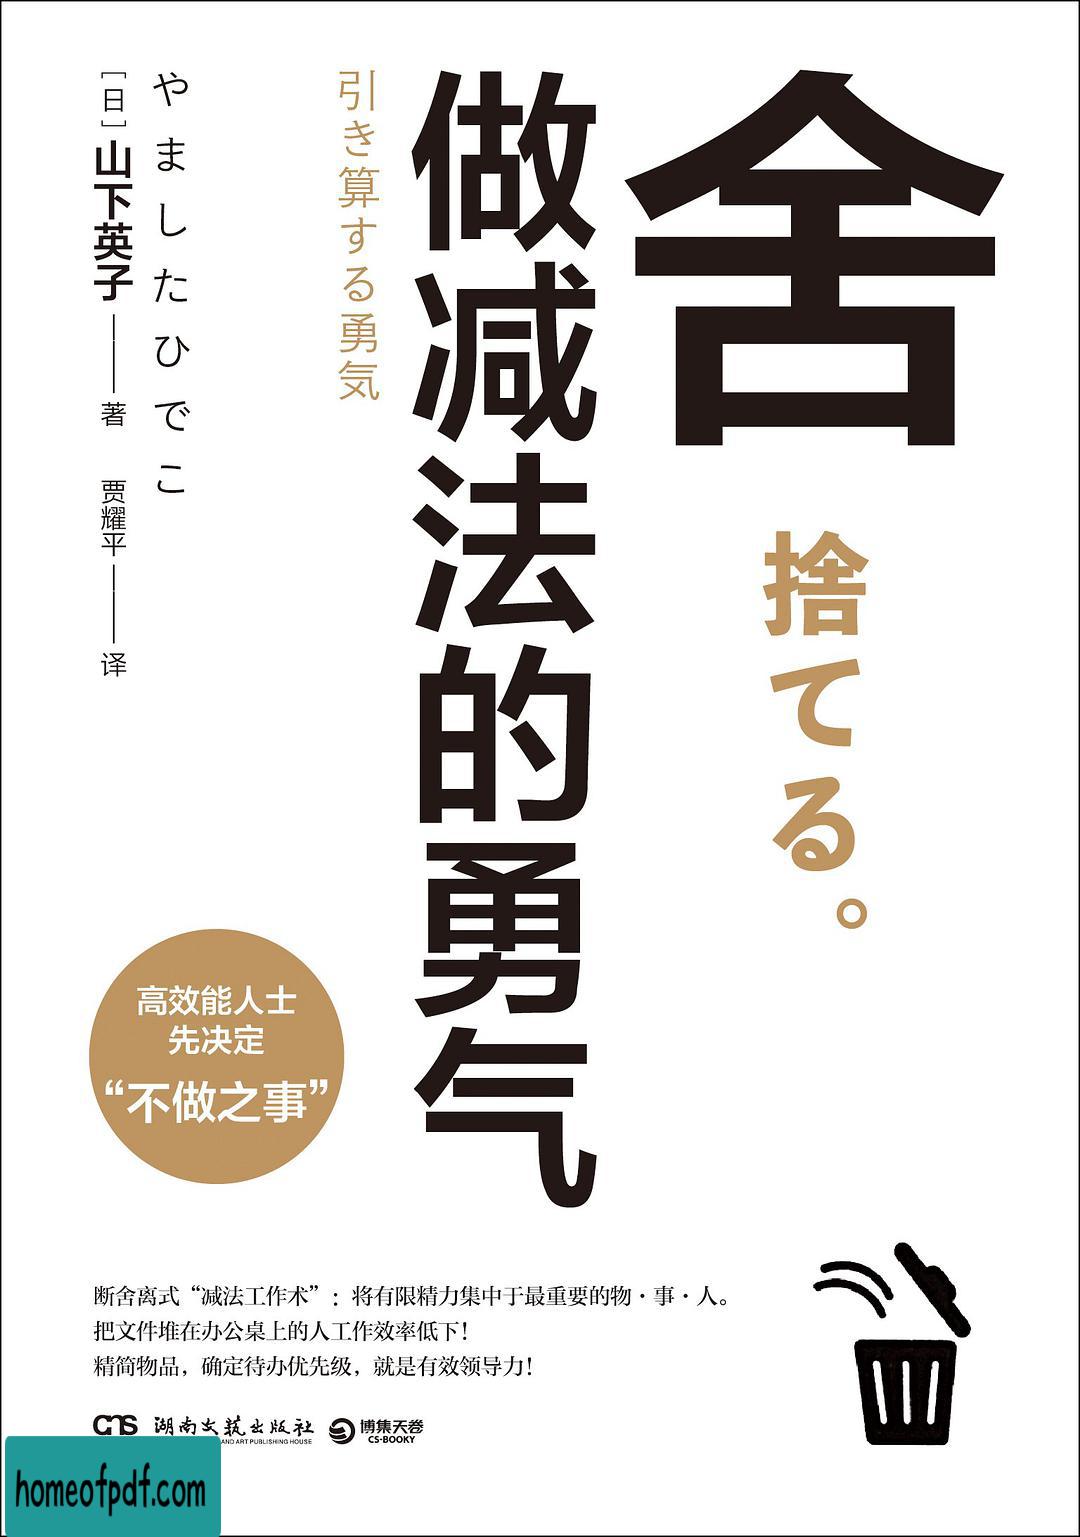 舍
捨てる。
做减法的勇气
引き算する勇気
やましたひでこ
［日］山下英子——著 贾耀平——译
高效能人士
先决定
“不做之事”
断舍离式“减法工作术”：将有限精力集中于最重要的物·事·人。
把文件堆在办公桌上的人工作效率低下！
精简物品，确定待办优先级，就是有效领导力！
CNS 湖南文艺出版社 博集天卷
AND ART PUBLISHING HOUSE CS-BOOKY
homeofpdf.com